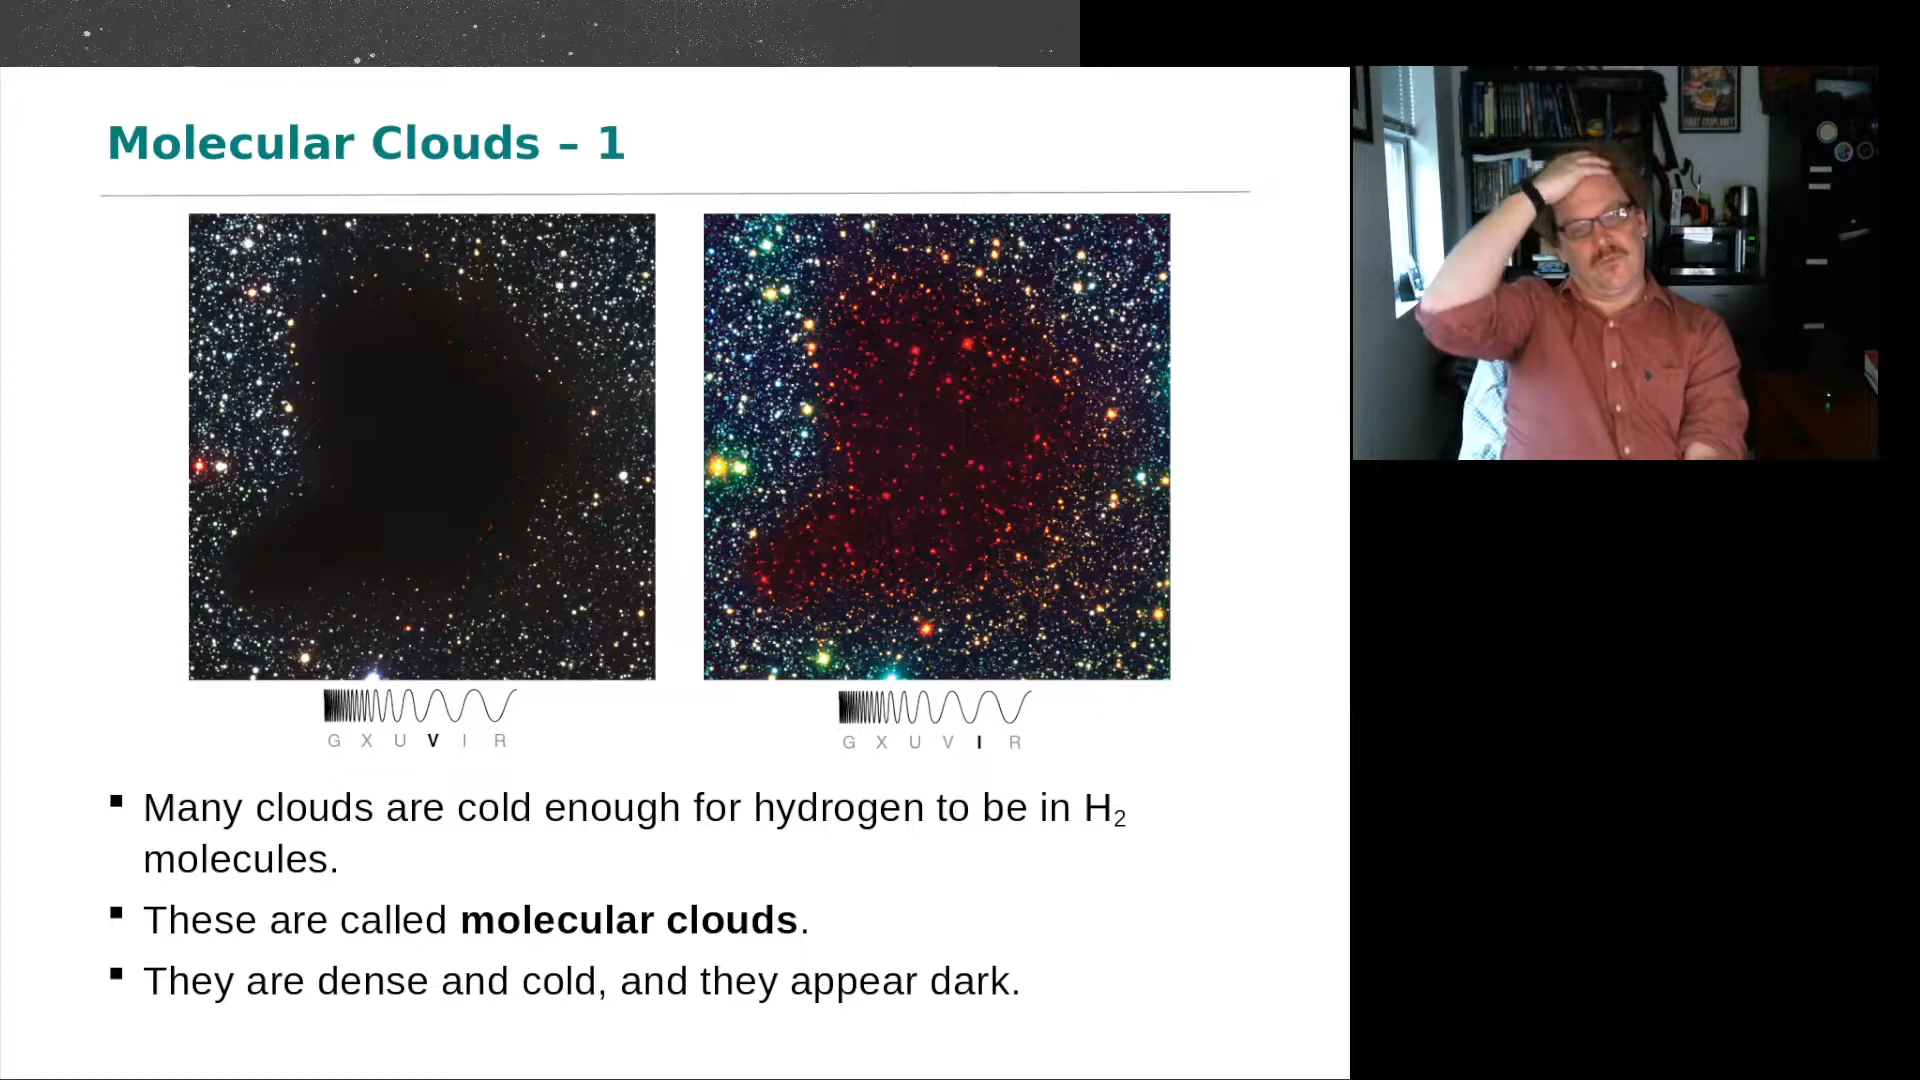 Molecular Clouds – 1
G X U V I R
G X U V I R
▪ Many clouds are cold enough for hydrogen to be in H₂
molecules.
▪ These are called molecular clouds.
▪ They are dense and cold, and they appear dark.